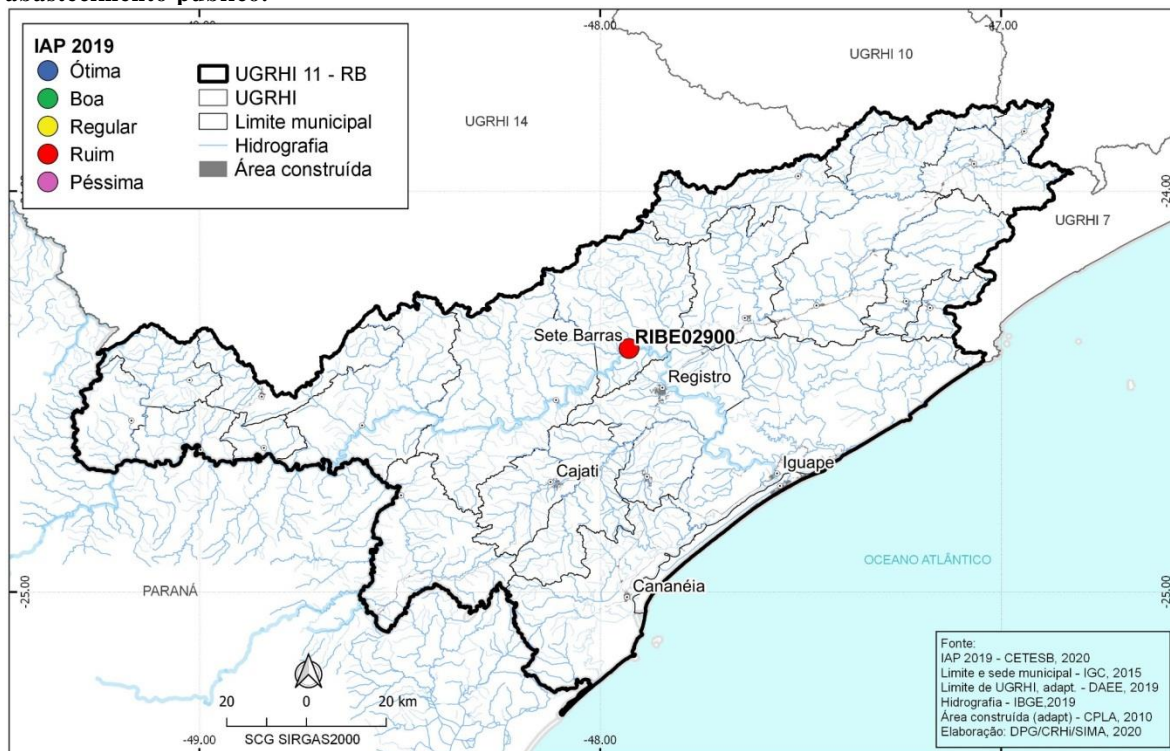 abastecimento público.
-48.00
-47.00
IAP 2019
Ótima
Boa
Regular
Ruim
Péssima
UGRHI 11 - RB
UGRHI
Limite municipal
Hidrografia
Área construída
UGRHI 10
UGRHI 14
UGRHI 7
-24.00
Sete Barras
RIBE02900
Registro
Cajati
Iguape
OCEANO ATLÂNTICO
PARANÁ
Cananéia
-25.00
-25.00
20 0 20 km
SCG SIRGAS2000
-49.00
-48.00
-47.00
Fonte:
IAP 2019 - CETESB, 2020
Limite e sede municipal - IGC, 2015
Limite de UGRHI, adapt. - DAEE, 2019
Hidrografia - IBGE,2019
Área construída (adapt) - CPLA, 2010
Elaboração: DPG/CRHi/SIMA, 2020